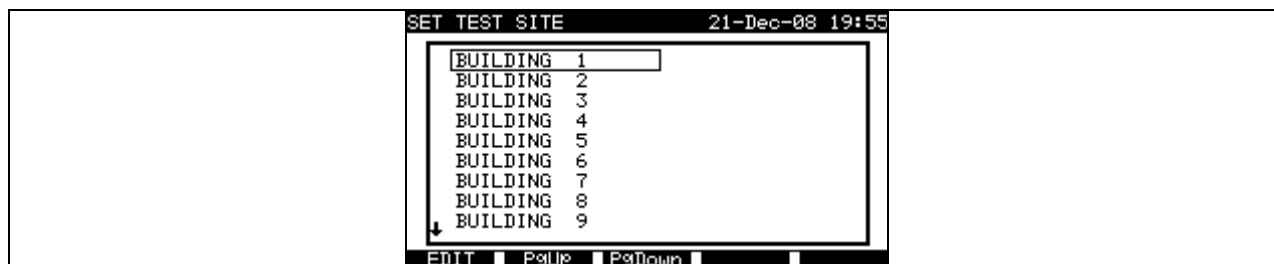 SET TEST SITE 21-Dec-08 19:55
BUILDING 1
BUILDING 2
BUILDING 3
BUILDING 4
BUILDING 5
BUILDING 6
BUILDING 7
BUILDING 8
BUILDING 9
EDIT PgUp PgDown